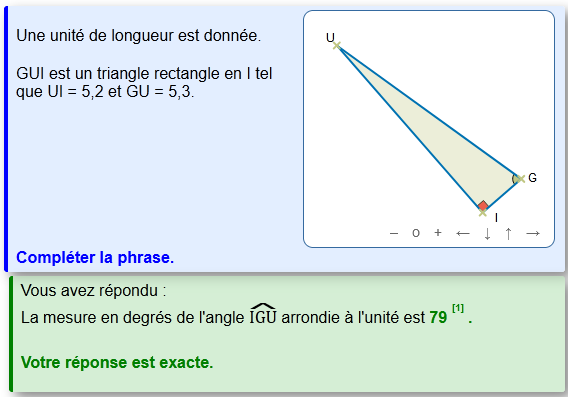 Une unité de longueur est donnée.
GUI est un triangle rectangle en I tel
que UI = 5,2 et GU = 5,3.
Compléter la phrase.
U
G
I
– o + ← ↓ ↑ →
Vous avez répondu :
La mesure en degrés de l'angle IGU arrondie à l'unité est 79 [1] .
Votre réponse est exacte.